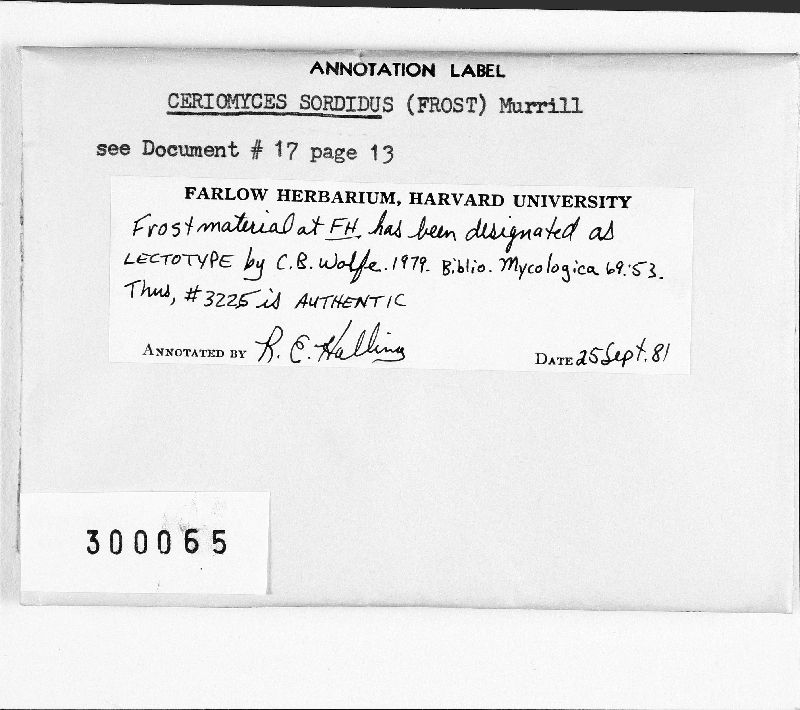 ANNOTATION LABEL
CERIOMYCES SORDIDUS (FROST) Murrill
see Document # 17 page 13
FARLOW HERBARIUM, HARVARD UNIVERSITY
Frost material at FH. has been designated as
LECTOTYPE by C.B. Wolfe. 1979. Biblio. Mycologica 69:53.
Thus, #3225 is AUTHENTIC
ANNOTATED BY R. E. Halling DATE 25 Sept. 81
300065